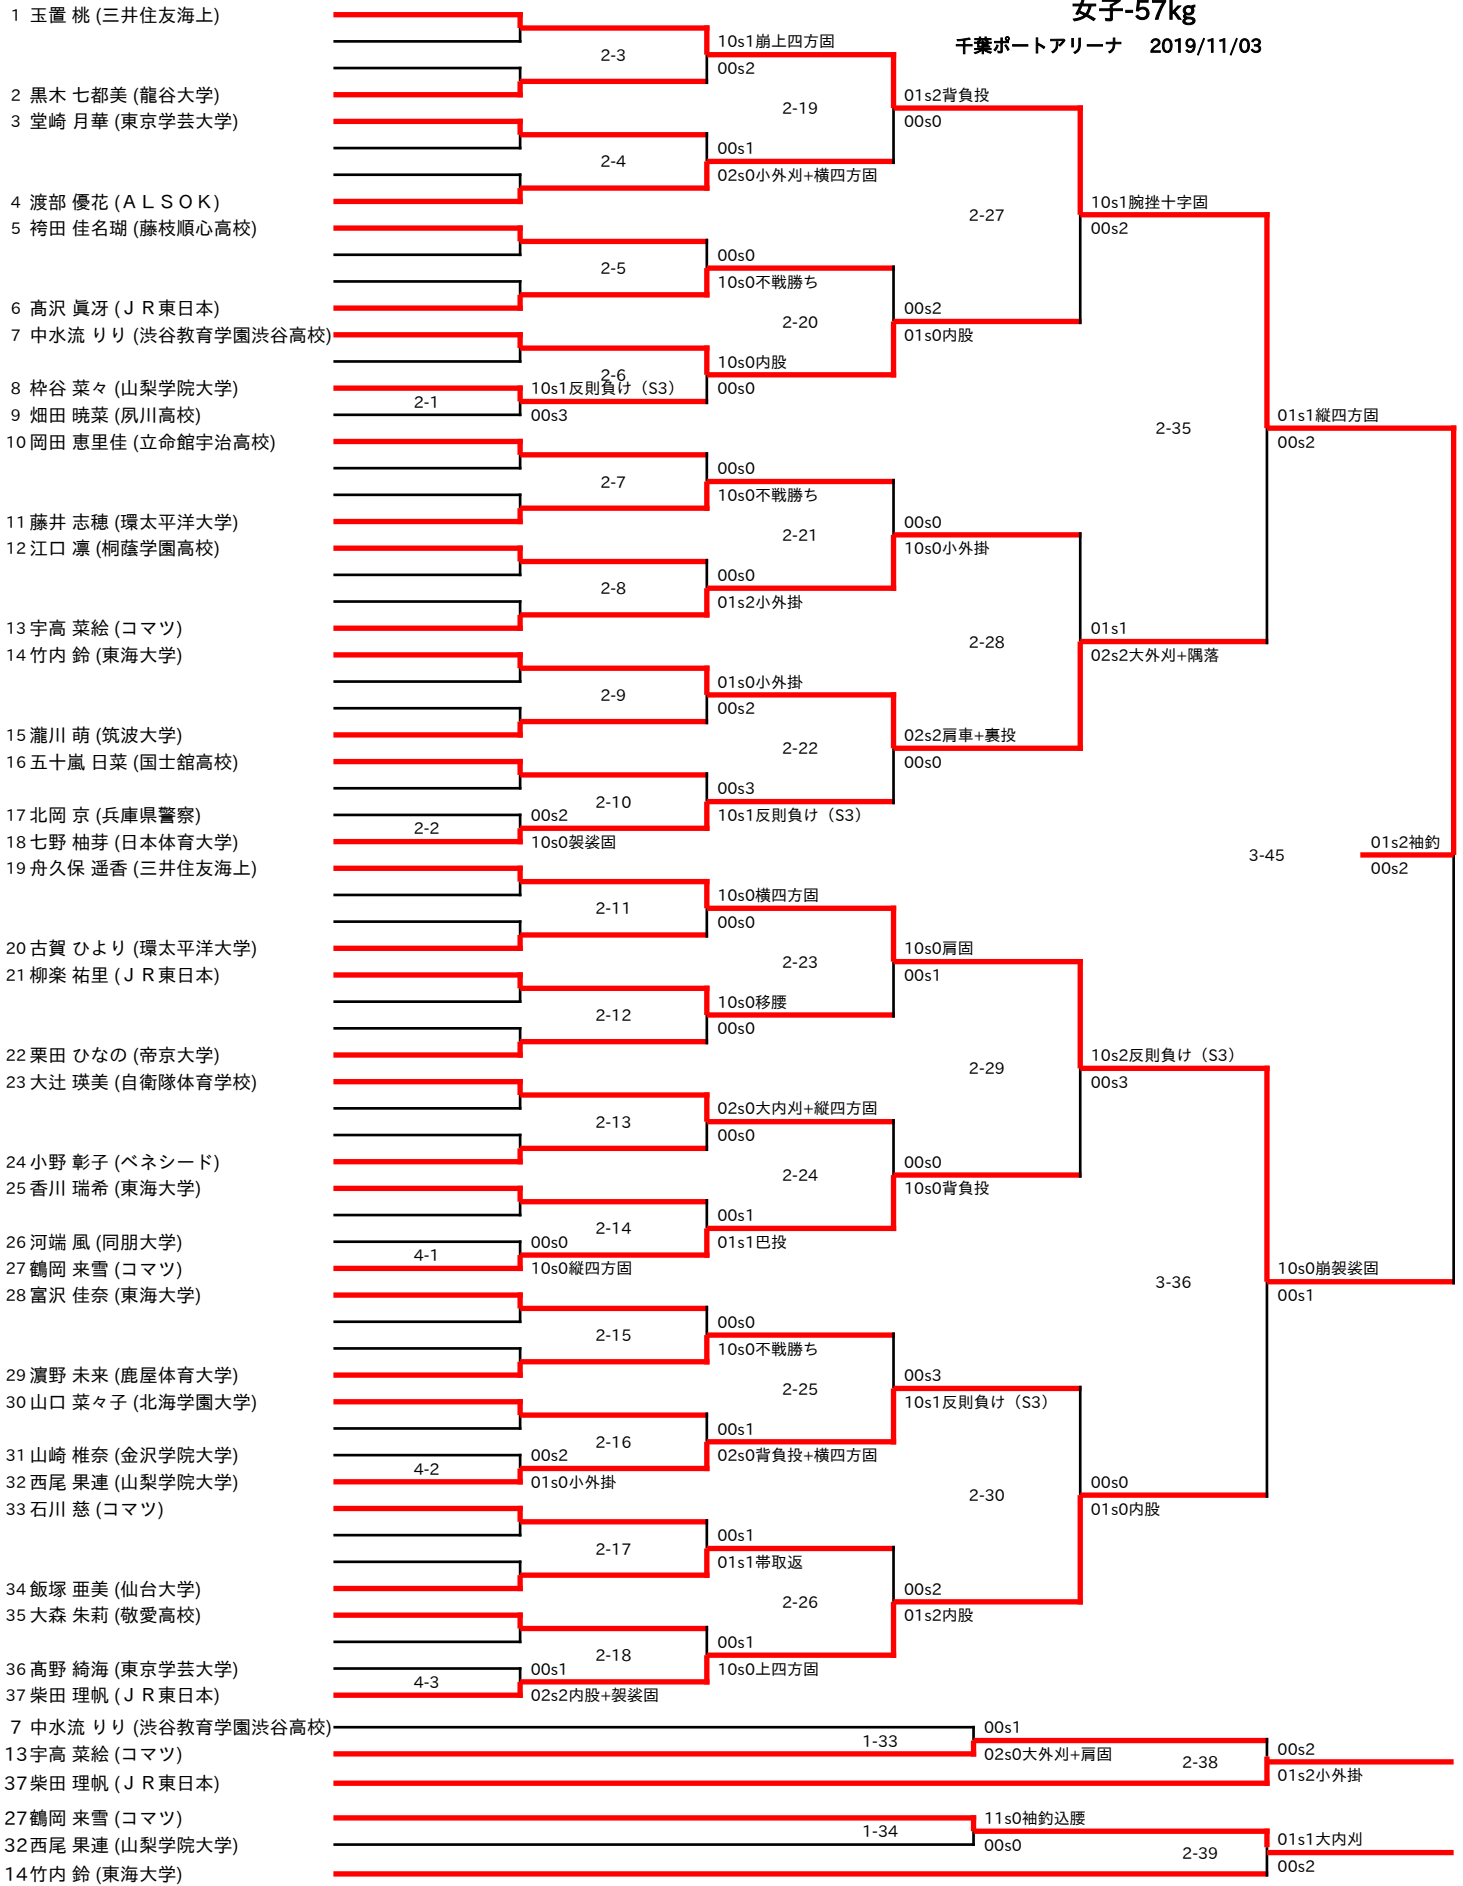 女子-57kg
千葉ポートアリーナ 2019/11/03
1 玉置 桃 (三井住友海上)
10s1崩上四方固
2-3
00s2
2 黒木 七都美 (龍谷大学)
01s2背負投
2-19
3 堂崎 月華 (東京学芸大学)
00s0
00s1
2-4
02s0小外刈+横四方固
4 渡部 優花 (ＡＬＳＯＫ)
10s1腕挫十字固
2-27
5 袴田 佳名瑚 (藤枝順心高校)
00s2
00s0
2-5
10s0不戦勝ち
6 髙沢 眞冴 (ＪＲ東日本)
00s2
2-20
7 中水流 りり (渋谷教育学園渋谷高校)
01s0内股
10s0内股
2-6
8 枠谷 菜々 (山梨学院大学)
10s1反則負け（S3）
00s0
2-1
9 畑田 暁菜 (夙川高校)
00s3
01s1縦四方固
2-35
10 岡田 恵里佳 (立命館宇治高校)
00s2
00s0
2-7
10s0不戦勝ち
11 藤井 志穂 (環太平洋大学)
00s0
2-21
12 江口 凛 (桐蔭学園高校)
10s0小外掛
00s0
2-8
01s2小外掛
13 宇高 菜絵 (コマツ)
01s1
2-28
14 竹内 鈴 (東海大学)
02s2大外刈+隅落
01s0小外掛
2-9
00s2
15 瀧川 萌 (筑波大学)
02s2肩車+裏投
2-22
16 五十嵐 日菜 (国士舘高校)
00s0
00s3
2-10
17 北岡 京 (兵庫県警察)
00s2
10s1反則負け（S3）
2-2
18 七野 柚芽 (日本体育大学)
10s0袈裟固
01s2袖釣
3-45
19 舟久保 遥香 (三井住友海上)
00s2
10s0横四方固
2-11
00s0
20 古賀 ひより (環太平洋大学)
10s0肩固
2-23
21 柳楽 祐里 (ＪＲ東日本)
00s1
10s0移腰
2-12
00s0
22 栗田 ひなの (帝京大学)
10s2反則負け（S3）
2-29
23 大辻 瑛美 (自衛隊体育学校)
00s3
02s0大内刈+縦四方固
2-13
00s0
24 小野 彰子 (ベネシード)
00s0
2-24
25 香川 瑞希 (東海大学)
10s0背負投
00s1
2-14
26 河端 風 (同朋大学)
00s0
01s1巴投
4-1
27 鶴岡 来雪 (コマツ)
10s0縦四方固
10s0崩袈裟固
3-36
28 富沢 佳奈 (東海大学)
00s1
00s0
2-15
10s0不戦勝ち
29 濵野 未来 (鹿屋体育大学)
00s3
2-25
30 山口 菜々子 (北海学園大学)
10s1反則負け（S3）
00s1
2-16
31 山崎 椎奈 (金沢学院大学)
00s2
02s0背負投+横四方固
4-2
32 西尾 果連 (山梨学院大学)
01s0小外掛
00s0
2-30
33 石川 慈 (コマツ)
01s0内股
00s1
2-17
01s1帯取返
34 飯塚 亜美 (仙台大学)
00s2
2-26
35 大森 朱莉 (敬愛高校)
01s2内股
00s1
2-18
36 髙野 綺海 (東京学芸大学)
00s1
10s0上四方固
4-3
37 柴田 理帆 (ＪＲ東日本)
02s2内股+袈裟固
7 中水流 りり (渋谷教育学園渋谷高校)
00s1
1-33
13 宇高 菜絵 (コマツ)
02s0大外刈+肩固
00s2
2-38
37 柴田 理帆 (ＪＲ東日本)
01s2小外掛
27 鶴岡 来雪 (コマツ)
11s0袖釣込腰
1-34
32 西尾 果連 (山梨学院大学)
00s0
01s1大内刈
2-39
14 竹内 鈴 (東海大学)
00s2